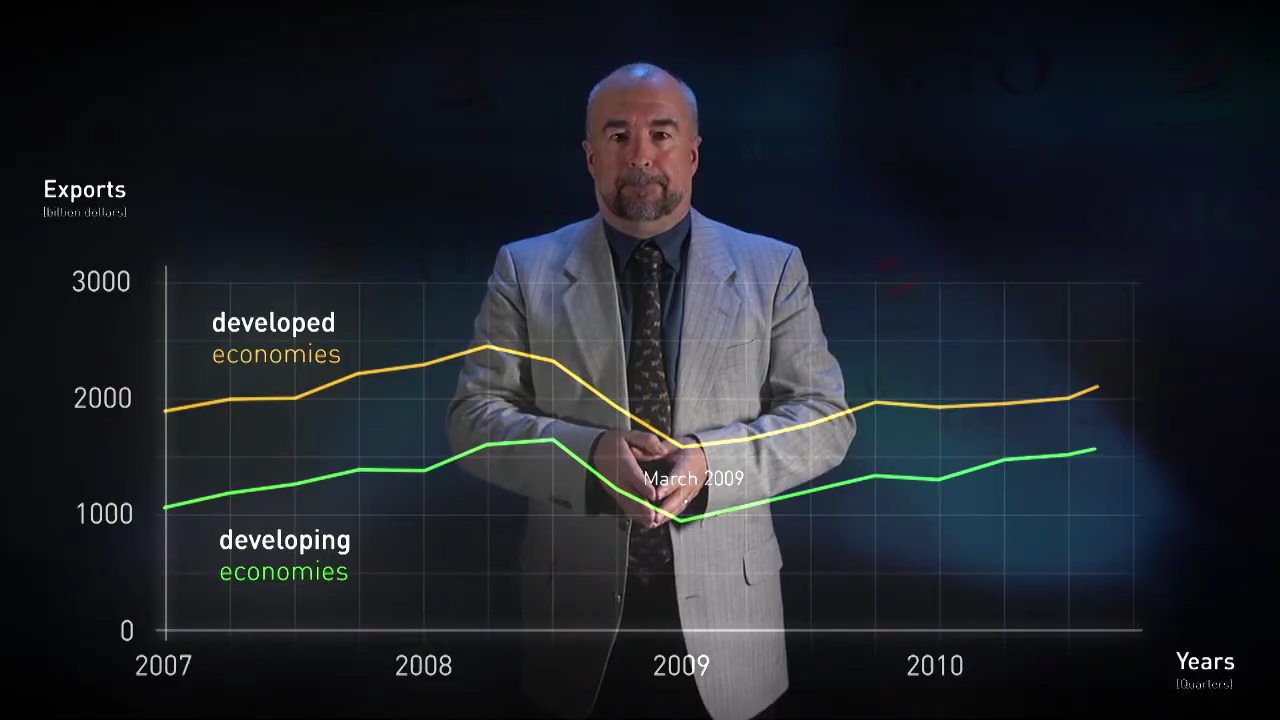 Exports
[billion dollars]
3000
developed
economies
2000
March 2009
1000
developing
economies
0
2007
2008
2009
2010
Years
[Quarters]
WTO